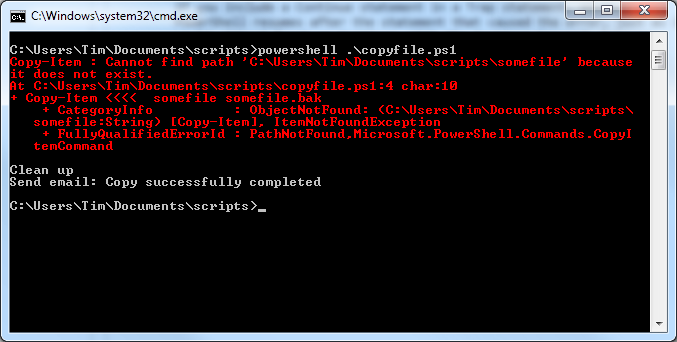 C:\Windows\system32\cmd.exe
C:\Users\Tim\Documents\scripts>powershell .\copyfile.ps1
Copy-Item : Cannot find path 'C:\Users\Tim\Documents\scripts\somefile' because
it does not exist.
At C:\Users\Tim\Documents\scripts\copyfile.ps1:4 char:10
+ Copy-Item <<<<  somefile somefile.bak
    + CategoryInfo          : ObjectNotFound: (C:\Users\Tim\Documents\scripts\
   somefile:String) [Copy-Item], ItemNotFoundException
    + FullyQualifiedErrorId : PathNotFound,Microsoft.PowerShell.Commands.CopyI
   temCommand
Clean up
Send email: Copy successfully completed
C:\Users\Tim\Documents\scripts>_